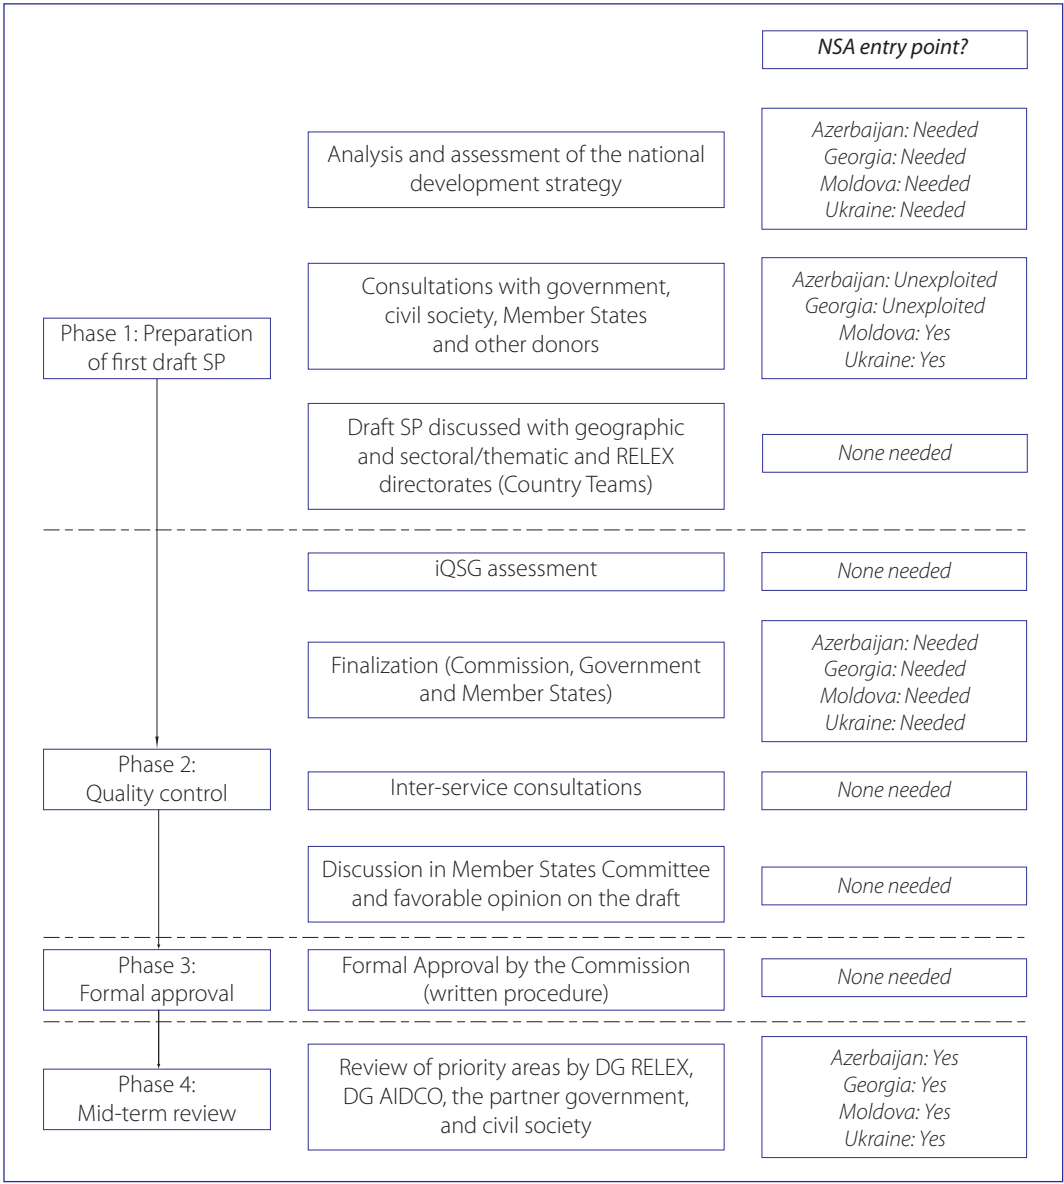 NSA entry point?
Analysis and assessment of the national
development strategy
Azerbaijan: Needed
Georgia: Needed
Moldova: Needed
Ukraine: Needed
Phase 1: Preparation
of first draft SP
Consultations with government,
civil society, Member States
and other donors
Azerbaijan: Unexploited
Georgia: Unexploited
Moldova: Yes
Ukraine: Yes
Draft SP discussed with geographic
and sectoral/thematic and RELEX
directorates (Country Teams)
None needed
iQSG assessment
None needed
Finalization (Commission, Government
and Member States)
Azerbaijan: Needed
Georgia: Needed
Moldova: Needed
Ukraine: Needed
Phase 2:
Quality control
Inter-service consultations
None needed
Discussion in Member States Committee
and favorable opinion on the draft
None needed
Phase 3:
Formal approval
Formal Approval by the Commission
(written procedure)
None needed
Phase 4:
Mid-term review
Review of priority areas by DG RELEX,
DG AIDCO, the partner government,
and civil society
Azerbaijan: Yes
Georgia: Yes
Moldova: Yes
Ukraine: Yes